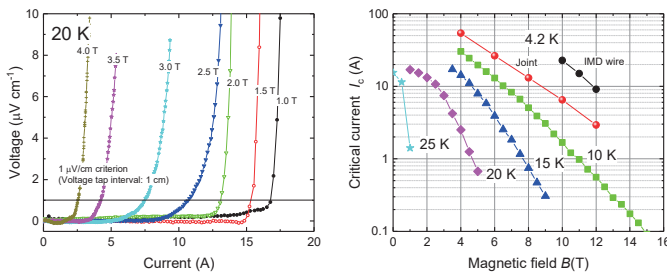 20 K
4.0 T
3.5 T
3.0 T
2.5 T
2.0 T
1.5 T
1.0 T
1 μV/cm criterion
(Voltage tap interval: 1 cm)
Voltage (μV cm⁻¹)
10
8
6
4
2
0
0
5
10
15
20
Current (A)
Critical current Ic (A)
100
10
1
0.1
4.2 K
Joint
IMD wire
25 K
20 K
15 K
10 K
0
2
4
6
8
10
12
14
16
Magnetic field B(T)